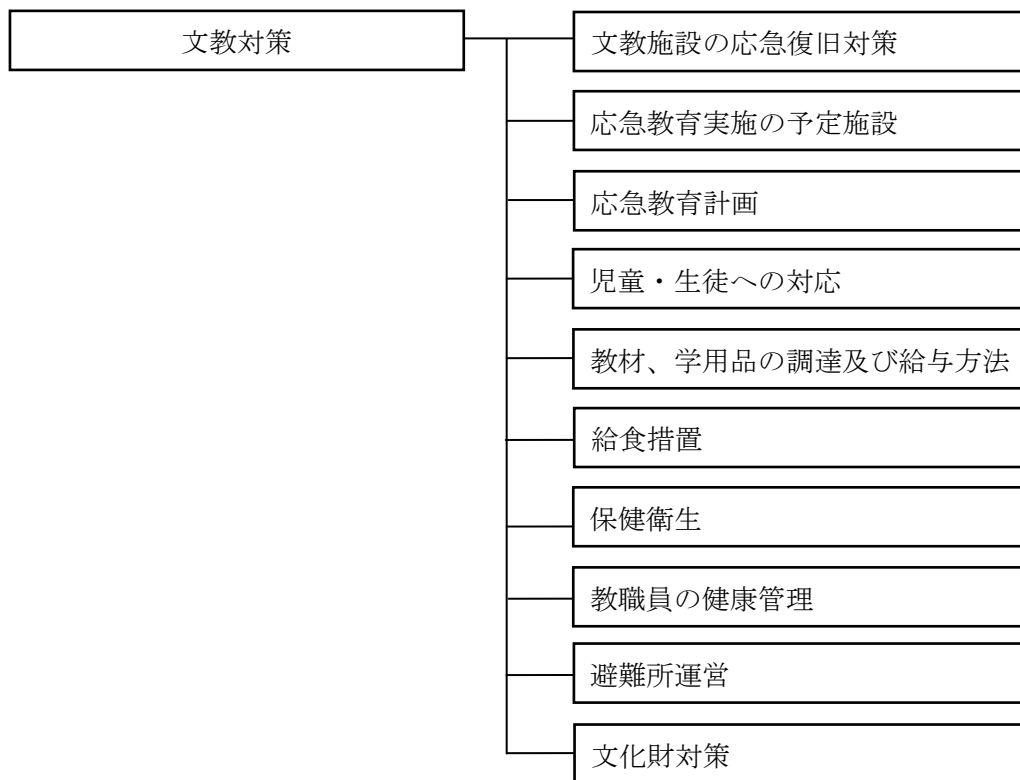 文教対策
文教施設の応急復旧対策
応急教育実施の予定施設
応急教育計画
児童・生徒への対応
教材、学用品の調達及び給与方法
給食措置
保健衛生
教職員の健康管理
避難所運営
文化財対策